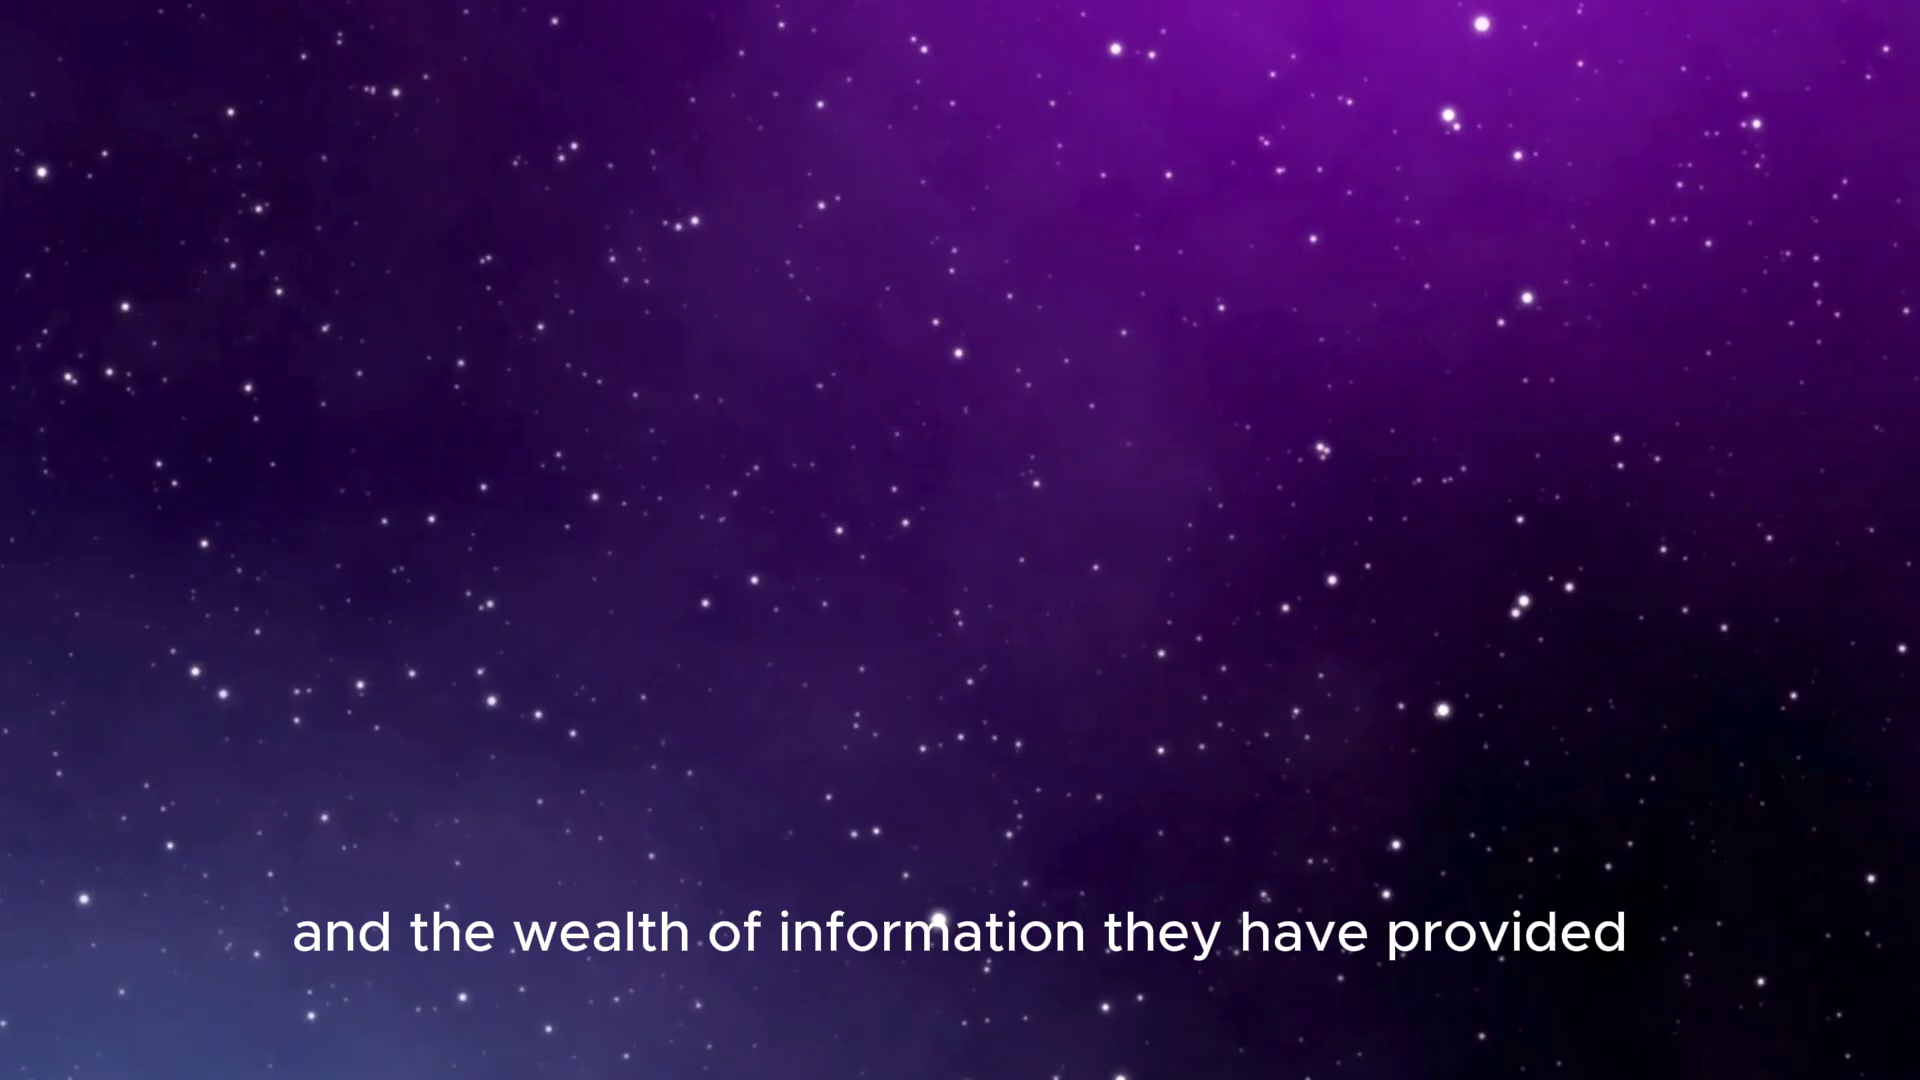 and the wealth of information they have provided